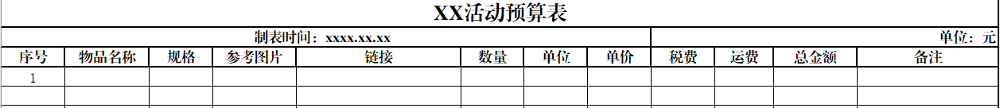 XX活动预算表
制表时间：xxxx.xx.xx 单位：元
序号 物品名称 规格 参考图片 链接 数量 单位 单价 税费 运费 总金额 备注
1